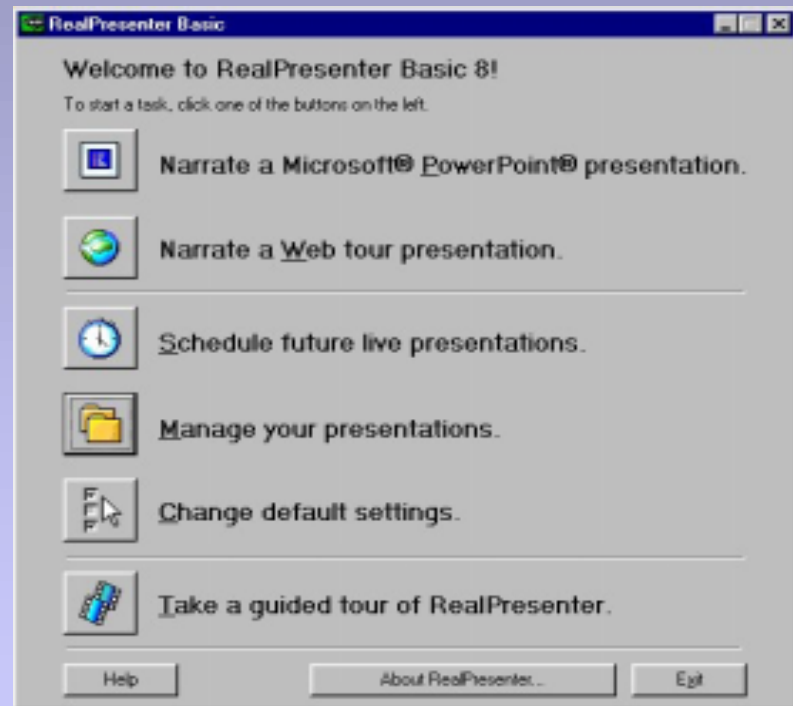 RealPresenter Basic
Welcome to RealPresenter Basic 8!
To start a task, click one of the buttons on the left.
Narrate a Microsoft® PowerPoint® presentation.
Narrate a Web tour presentation.
Schedule future live presentations.
Manage your presentations.
Change default settings.
Take a guided tour of RealPresenter.
Help About RealPresenter... Exit